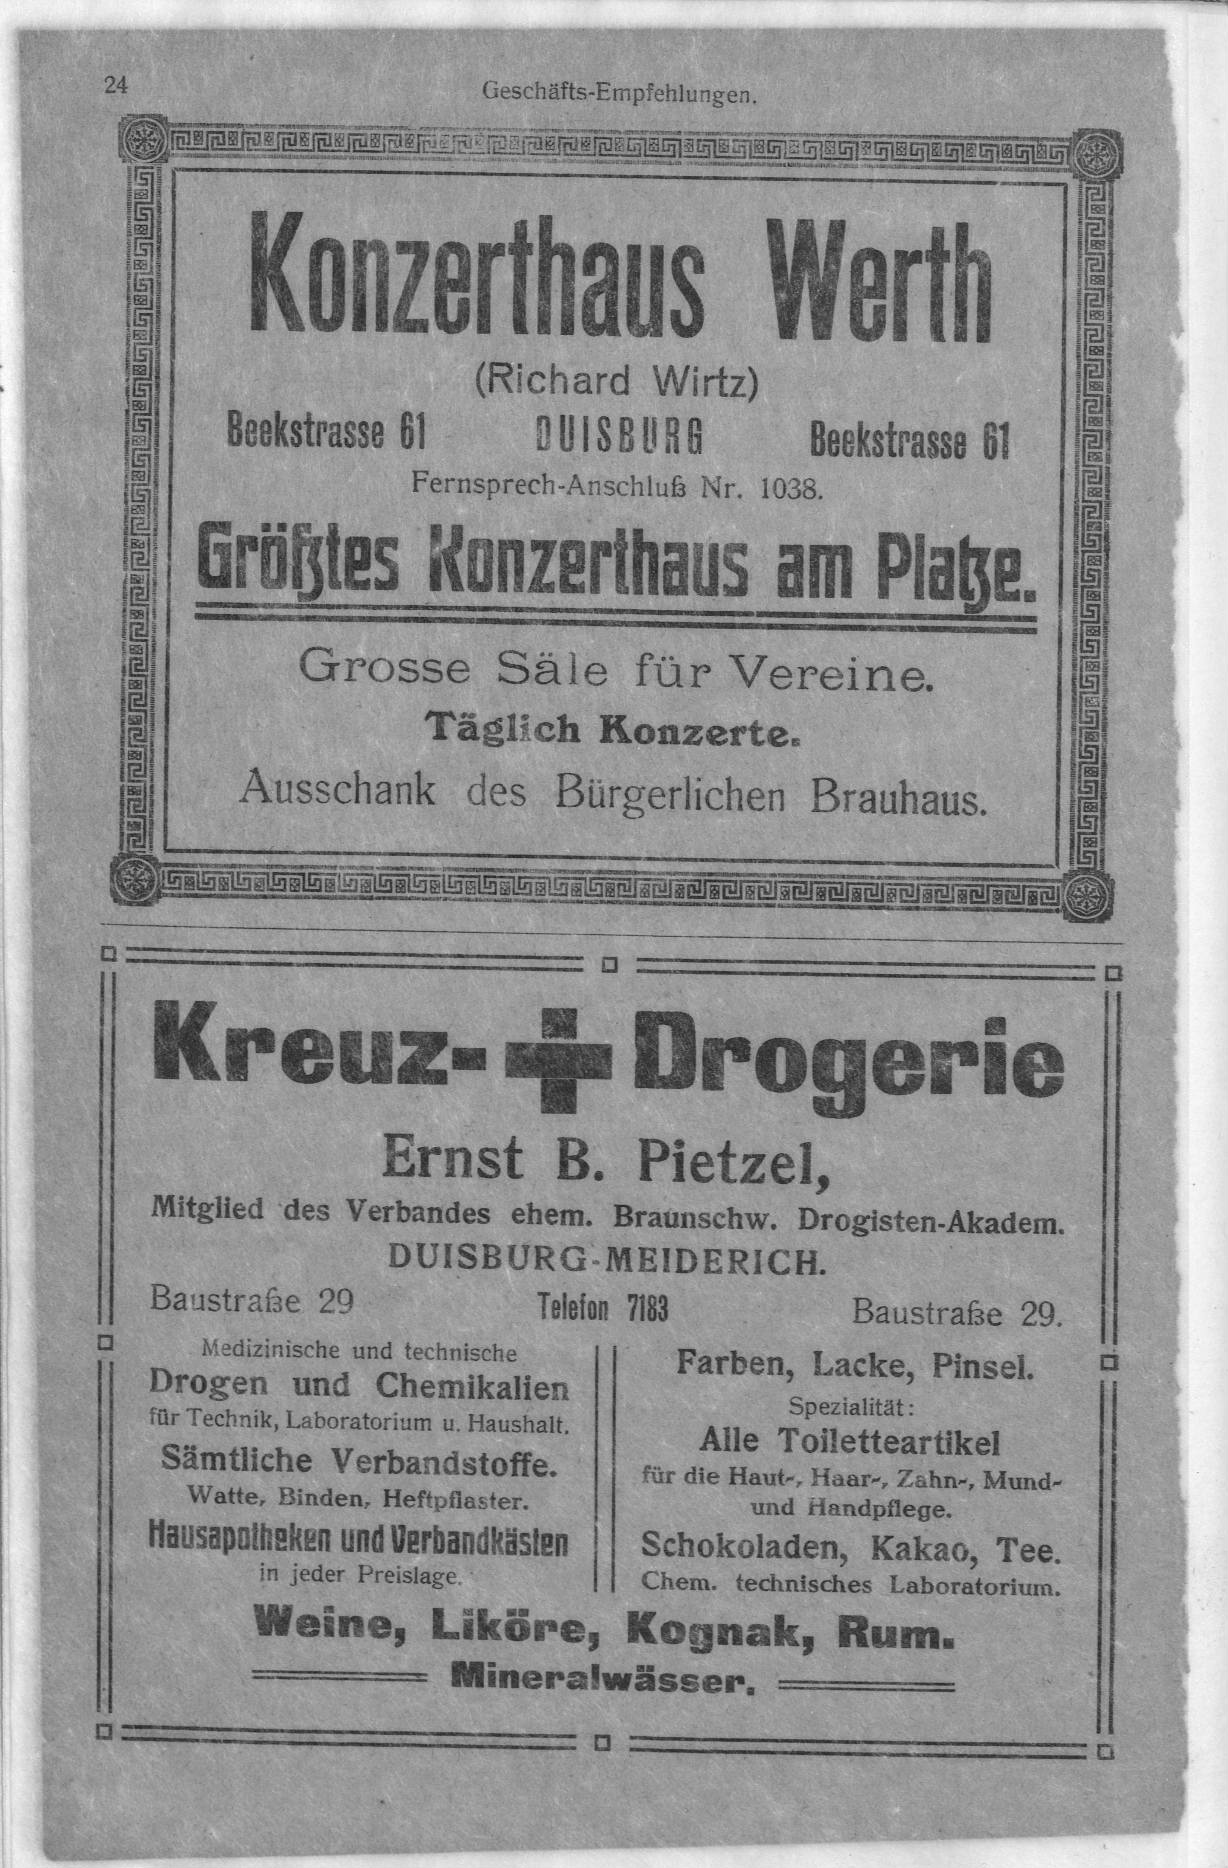 24
Geschäfts-Empfehlungen.
Konzerthaus Werth
(Richard Wirtz)
Beekstrasse 61 DUISBURG Beekstrasse 61
Fernsprech-Anschluß Nr. 1038.
Größtes Konzerthaus am Platze.
Grosse Säle für Vereine.
Täglich Konzerte.
Ausschank des Bürgerlichen Brauhaus.
Kreuz-+Drogerie
Ernst B. Pietzel,
Mitglied des Verbandes ehem. Braunschw. Drogisten-Akadem.
DUISBURG-MEIDERICH.
Baustraße 29 Telefon 7183 Baustraße 29.
Medizinische und technische
Drogen und Chemikalien
für Technik, Laboratorium u. Haushalt.
Sämtliche Verbandstoffe.
Watte, Binden, Heftpflaster.
Hausapotheken und Verbandkästen
in jeder Preislage.
Farben, Lacke, Pinsel.
Spezialität:
Alle Toiletteartikel
für die Haut-, Haar-, Zahn-, Mund-
und Handpflege.
Schokoladen, Kakao, Tee.
Chem. technisches Laboratorium.
Weine, Liköre, Kognak, Rum.
Mineralwässer.